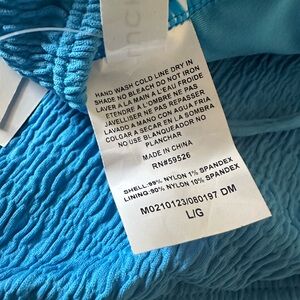 HAND WASH COLD LINE DRY IN
SHADE NO BLEACH DO NOT IRON
LAVER A LA MAIN A L'EAU FROIDE
ETENDRE A L'OMBRE NE PAS
JAVELLISER NE PAS REPASSER
LAVADO A MANO CON AGUA FRIA
COLGAR A SECAR EN LA SOMBRA
NO USE BLANQUEADOR NO
PLANCHAR
MADE IN CHINA
RN#59526
SHELL:99% NYLON 1% SPANDEX
LINING:90% NYLON 10% SPANDEX
M0210123/080197 DM
L/G